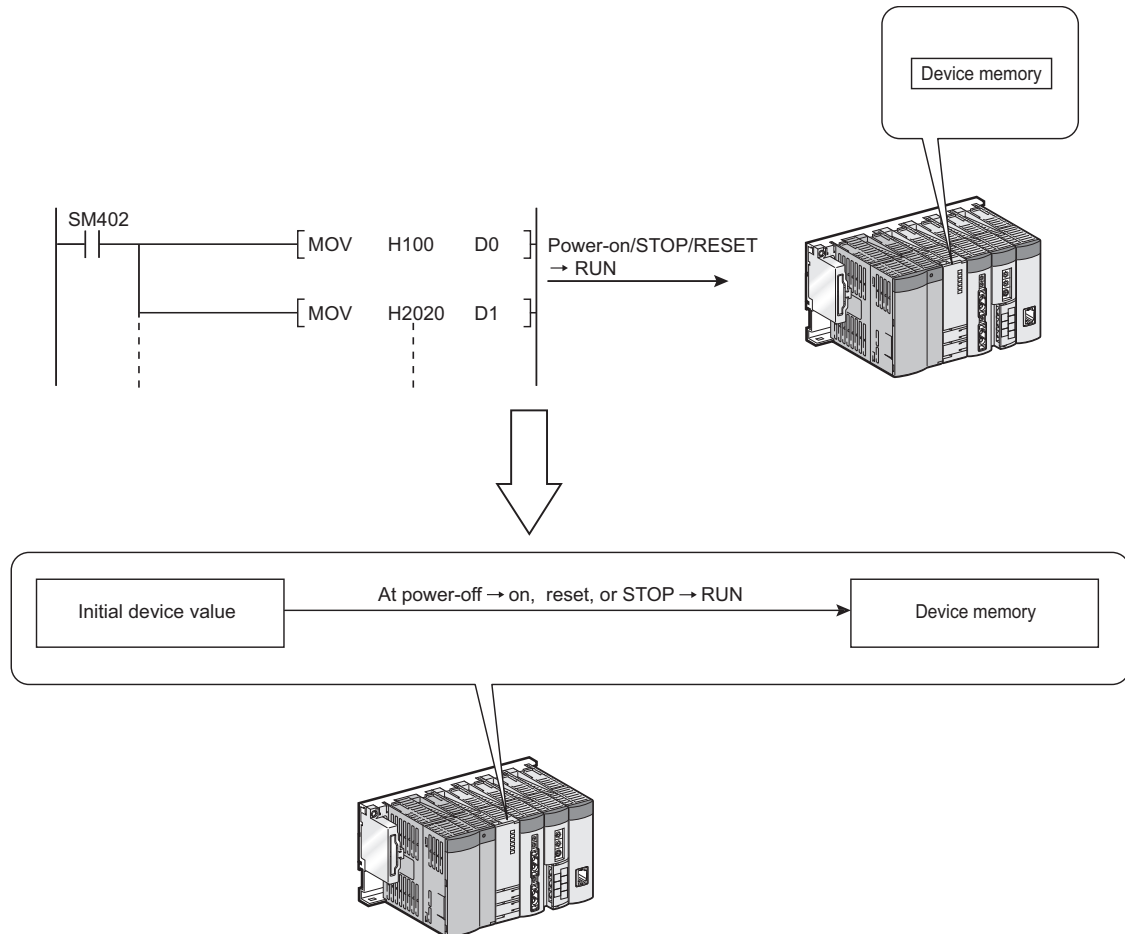 Device memory
SM402
MOV H100 D0
Power-on/STOP/RESET
→ RUN
MOV H2020 D1
Initial device value
At power-off → on, reset, or STOP → RUN
Device memory